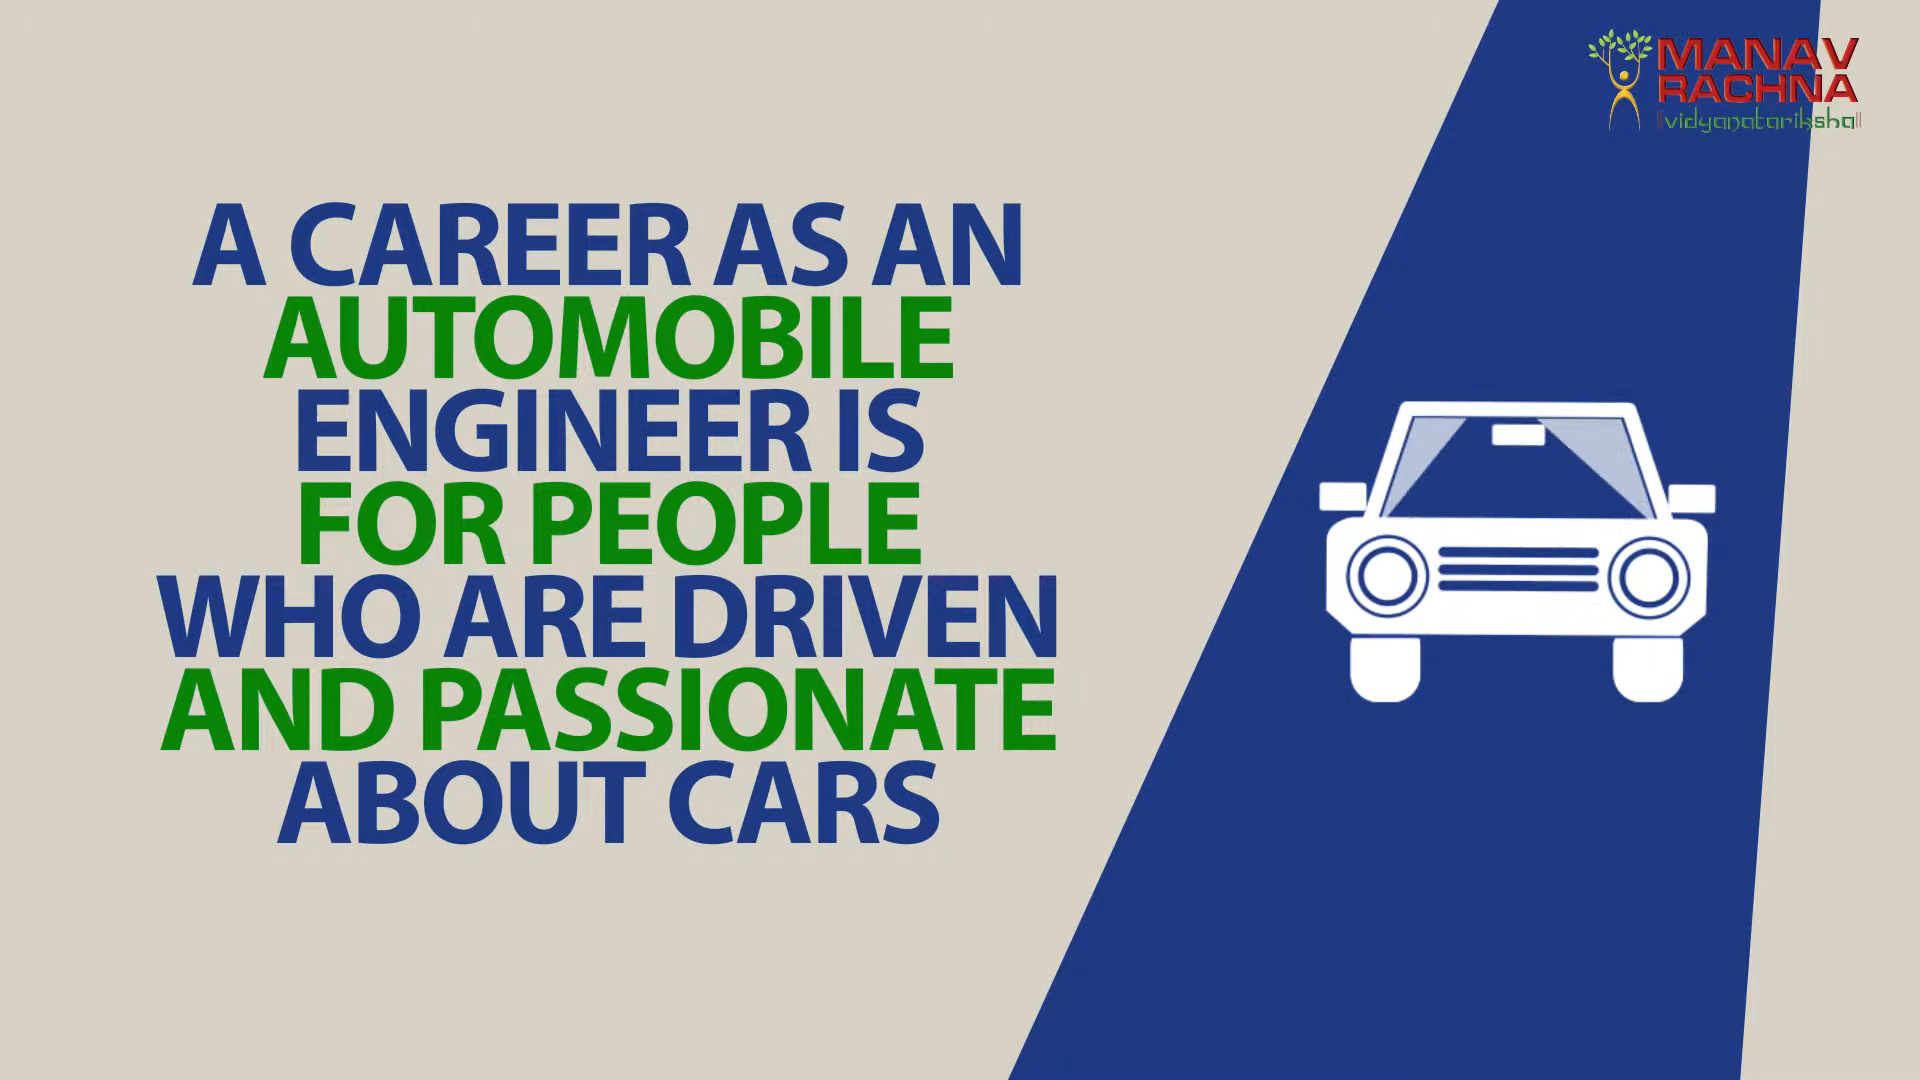 MANAV
RACHNA
vidyanatariksha
A CAREER AS AN
AUTOMOBILE
ENGINEER IS
FOR PEOPLE
WHO ARE DRIVEN
AND PASSIONATE
ABOUT CARS